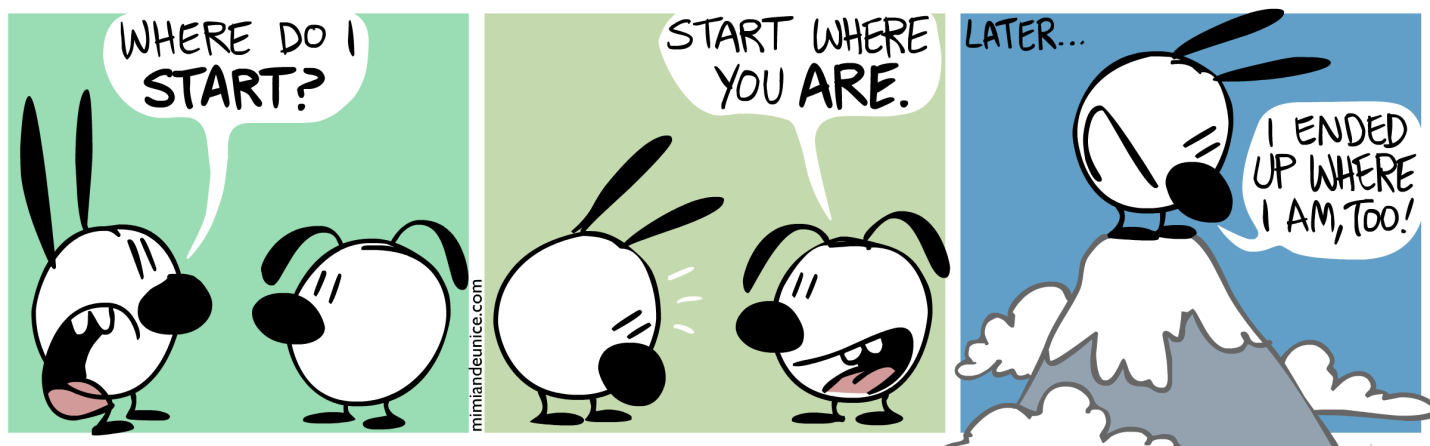 WHERE DO I
START?
mimiandeunice.com
START WHERE
YOU ARE.
LATER...
I ENDED
UP WHERE
I AM, TOO!